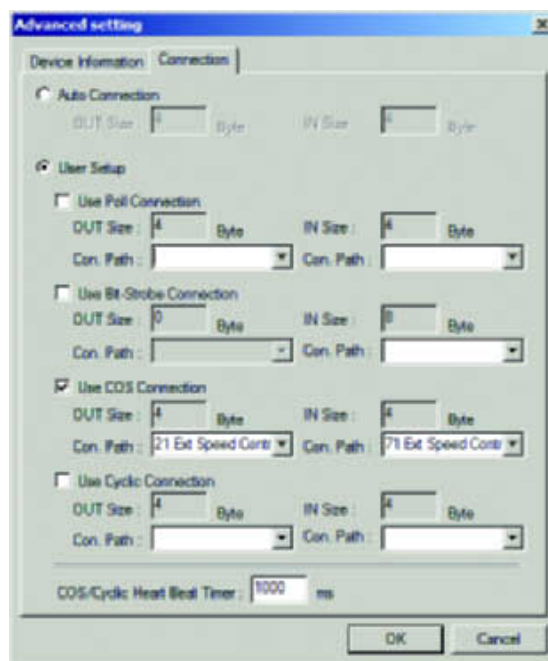 Advanced setting
Device Information Connection
Auto Connection
OUT Size : 4 Byte IN Size 4 Byte
User Setup
Use Poll Connection
OUT Size : 4 Byte IN Size : 4 Byte
Con. Path : Con. Path :
Use Bit-Strobe Connection
OUT Size : 0 Byte IN Size : 8 Byte
Con. Path : Con. Path :
Use COS Connection
OUT Size : 4 Byte IN Size : 4 Byte
Con. Path : 21 Ext Speed Contr Con. Path : 71 Ext Speed Contr
Use Cyclic Connection
OUT Size : 4 Byte IN Size : 4 Byte
Con. Path : Con. Path :
COS/Cyclic Heart Beat Timer : 1000 ms
OK Cancel